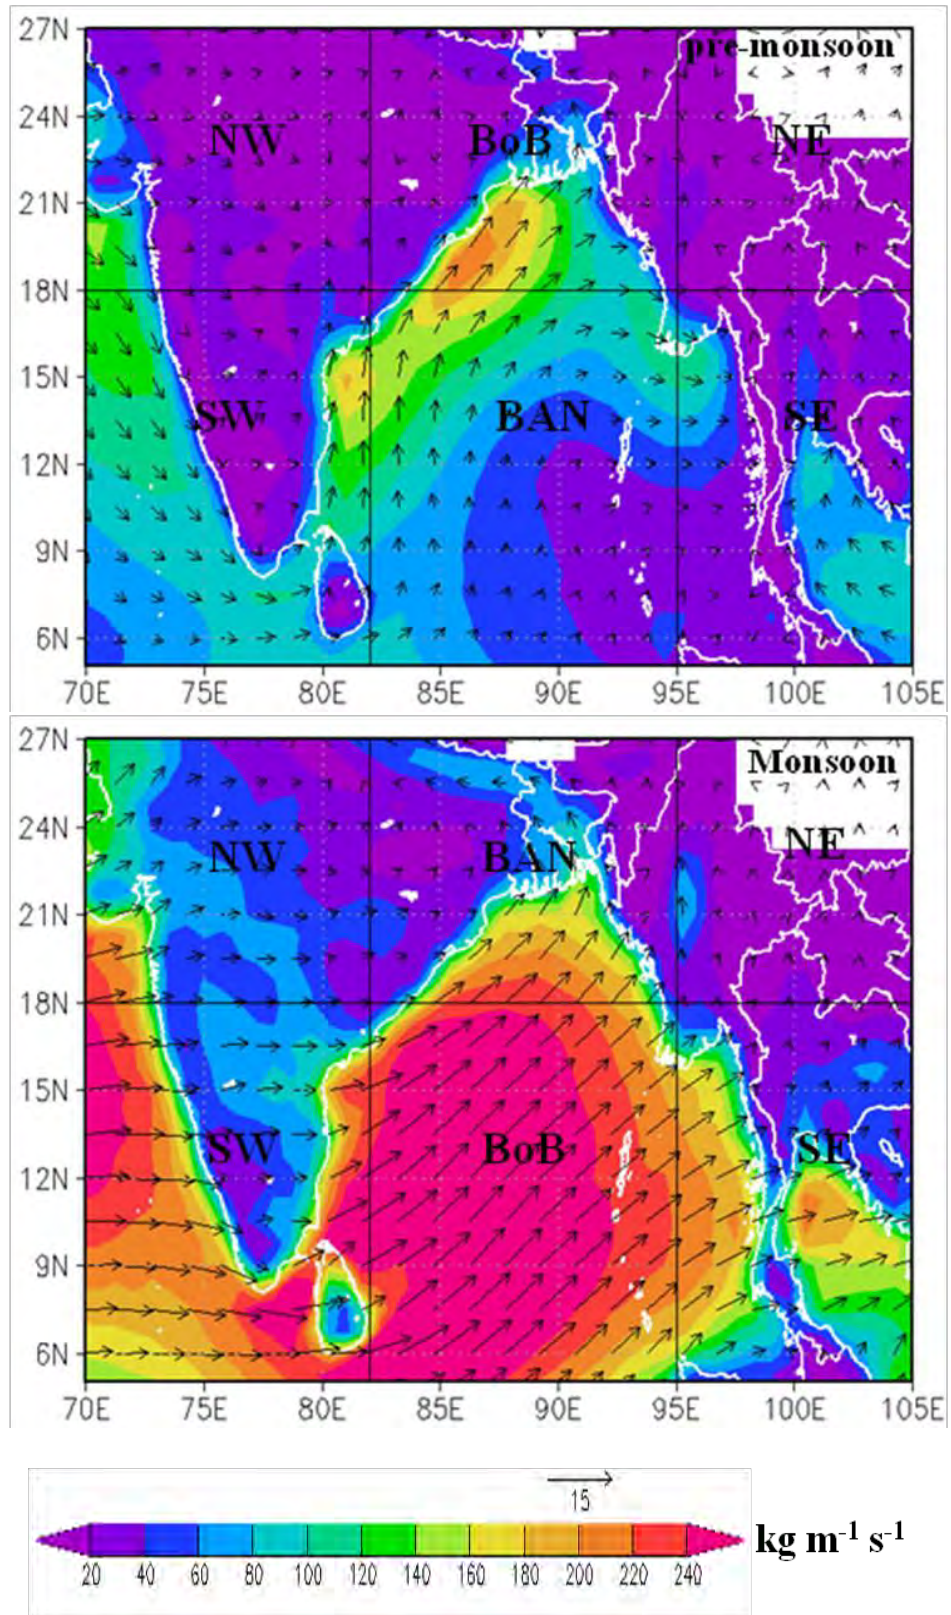 27N
pre-monsoon
24N
NW BoB NE
21N
18N
15N
SW BAN SE
12N
9N
6N
70E 75E 80E 85E 90E 95E 100E 105E
27N
Monsoon
24N
NW BAN NE
21N
18N
15N
SW BoB SE
12N
9N
6N
70E 75E 80E 85E 90E 95E 100E 105E
15
kg m⁻¹ s⁻¹
20 40 60 80 100 120 140 160 180 200 220 240